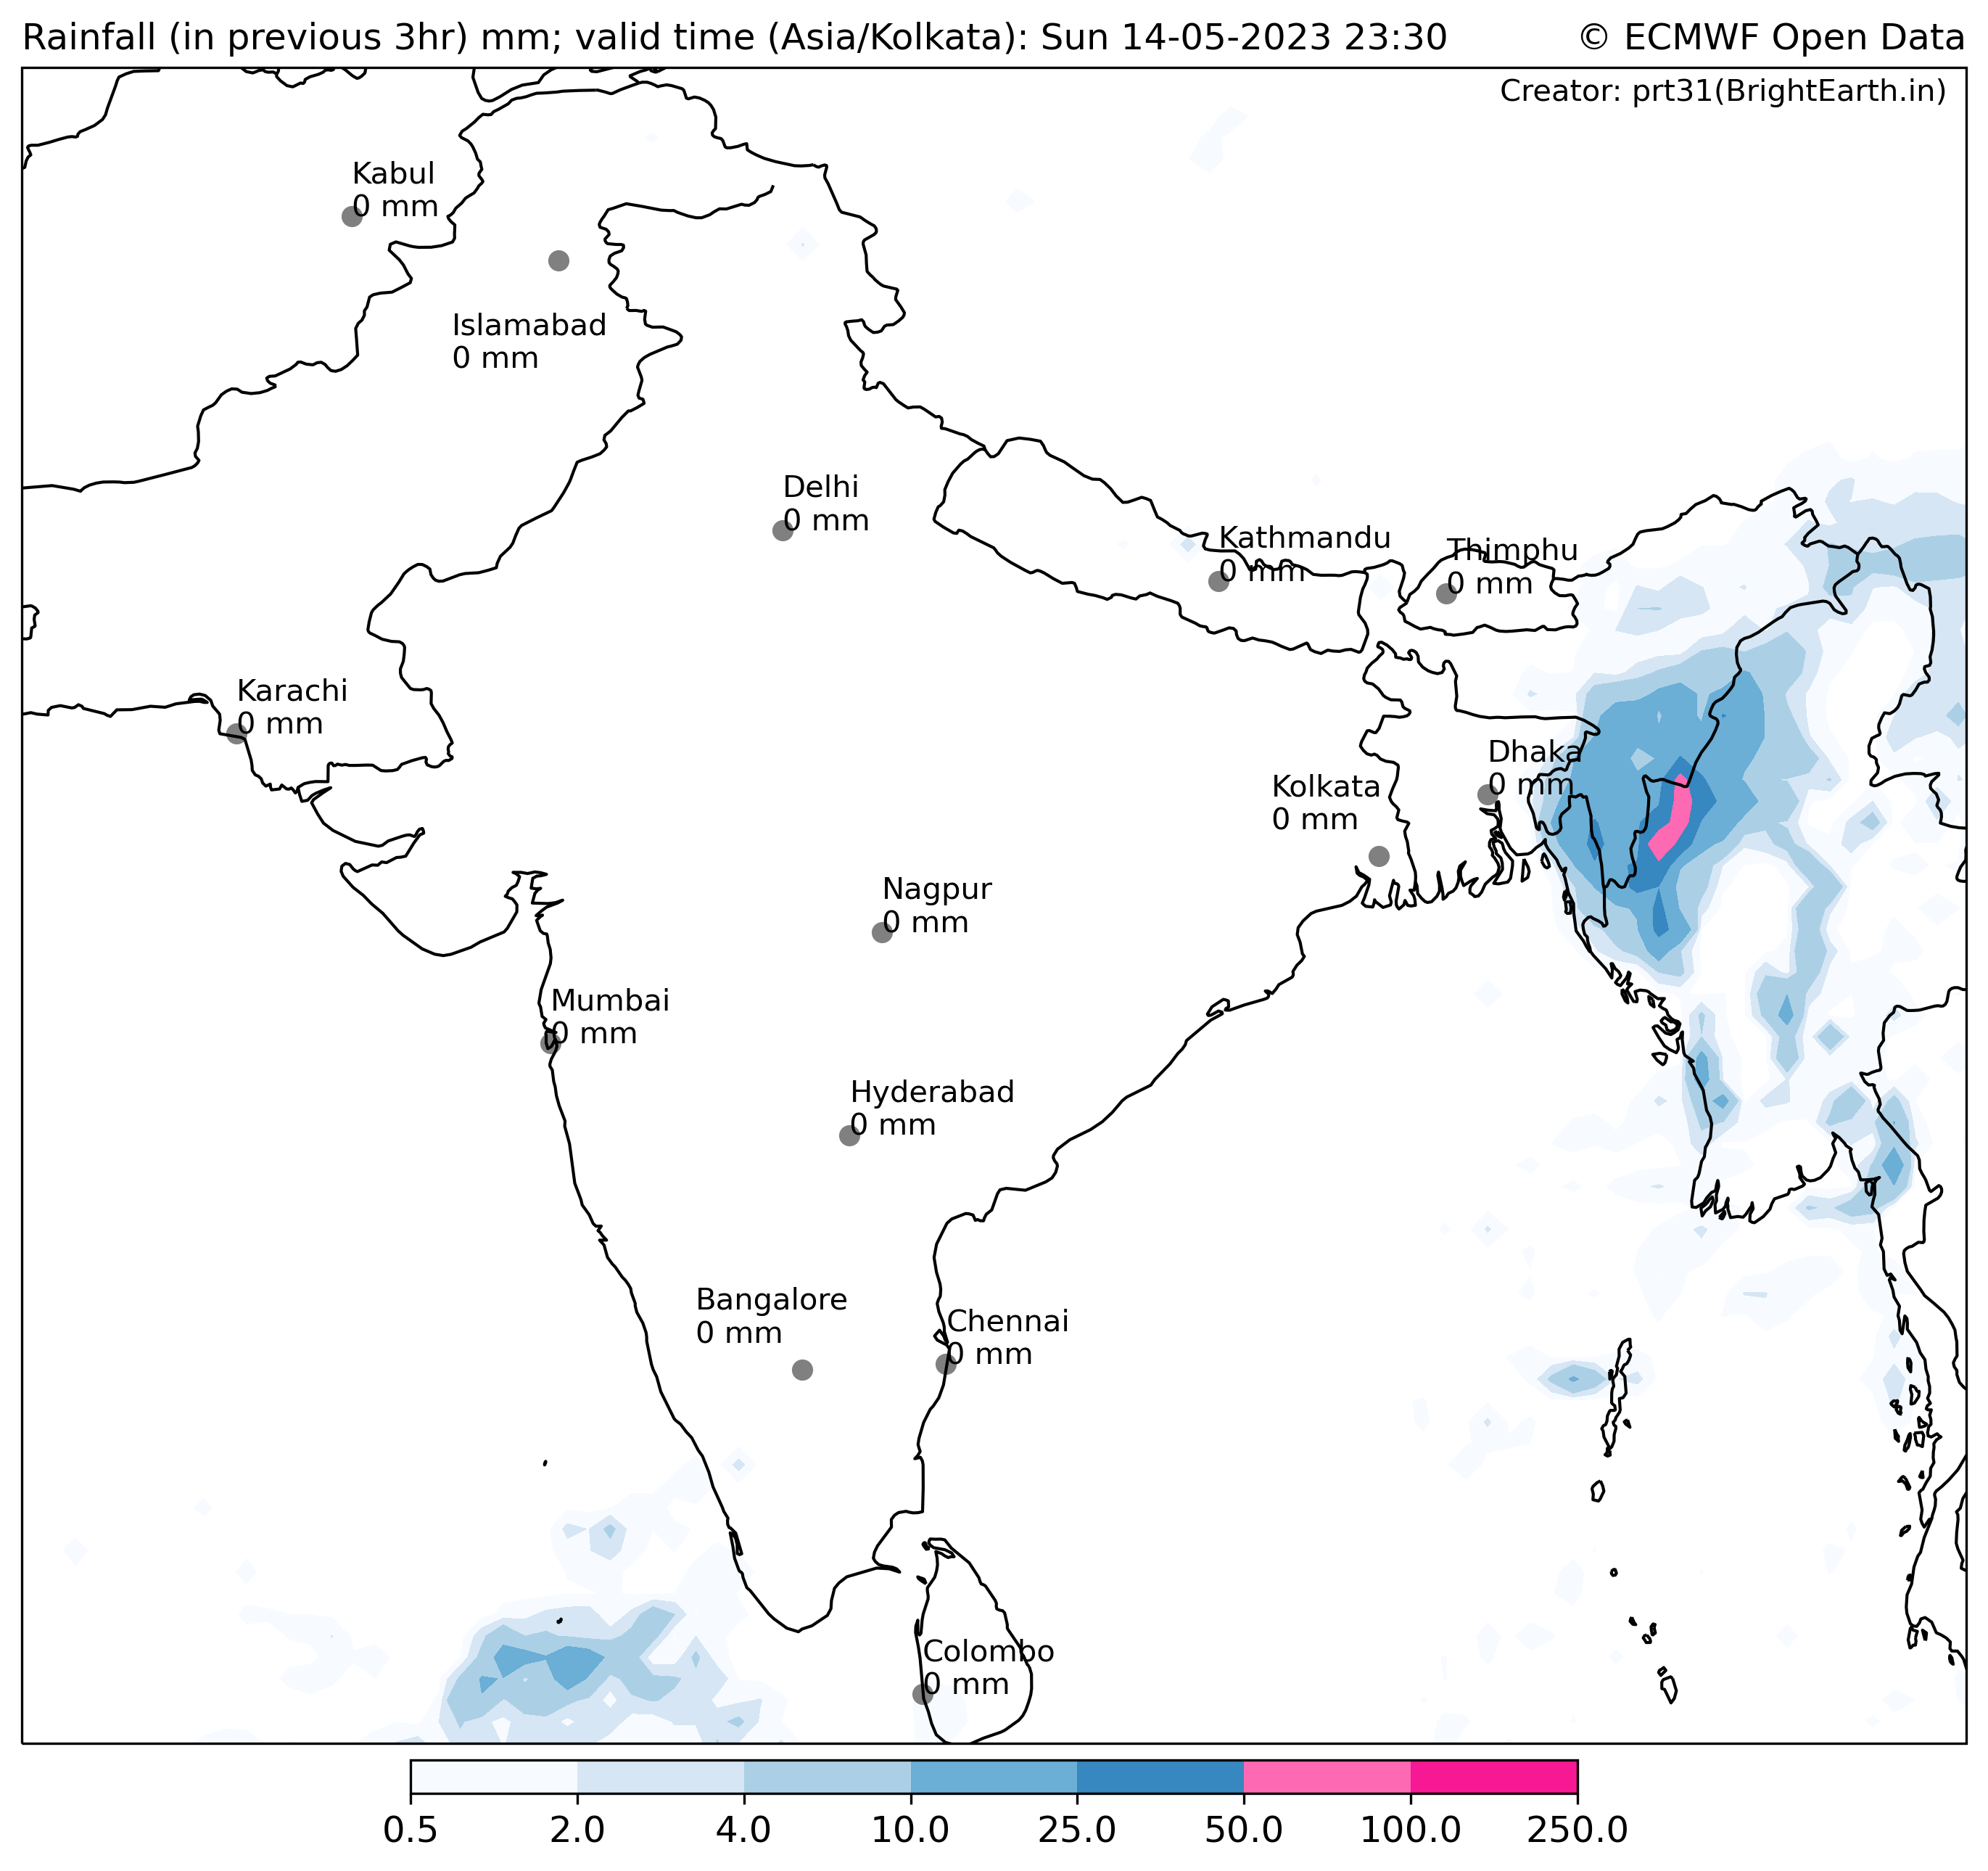 Rainfall (in previous 3hr) mm; valid time (Asia/Kolkata): Sun 14-05-2023 23:30
© ECMWF Open Data
Creator: prt31(BrightEarth.in)
Kabul
0 mm
Islamabad
0 mm
Delhi
0 mm
Kathmandu
0 mm
Thimphu
0 mm
Karachi
0 mm
Dhaka
0 mm
Kolkata
0 mm
Nagpur
0 mm
Mumbai
0 mm
Hyderabad
0 mm
Bangalore
0 mm
Chennai
0 mm
Colombo
0 mm
0.5 2.0 4.0 10.0 25.0 50.0 100.0 250.0